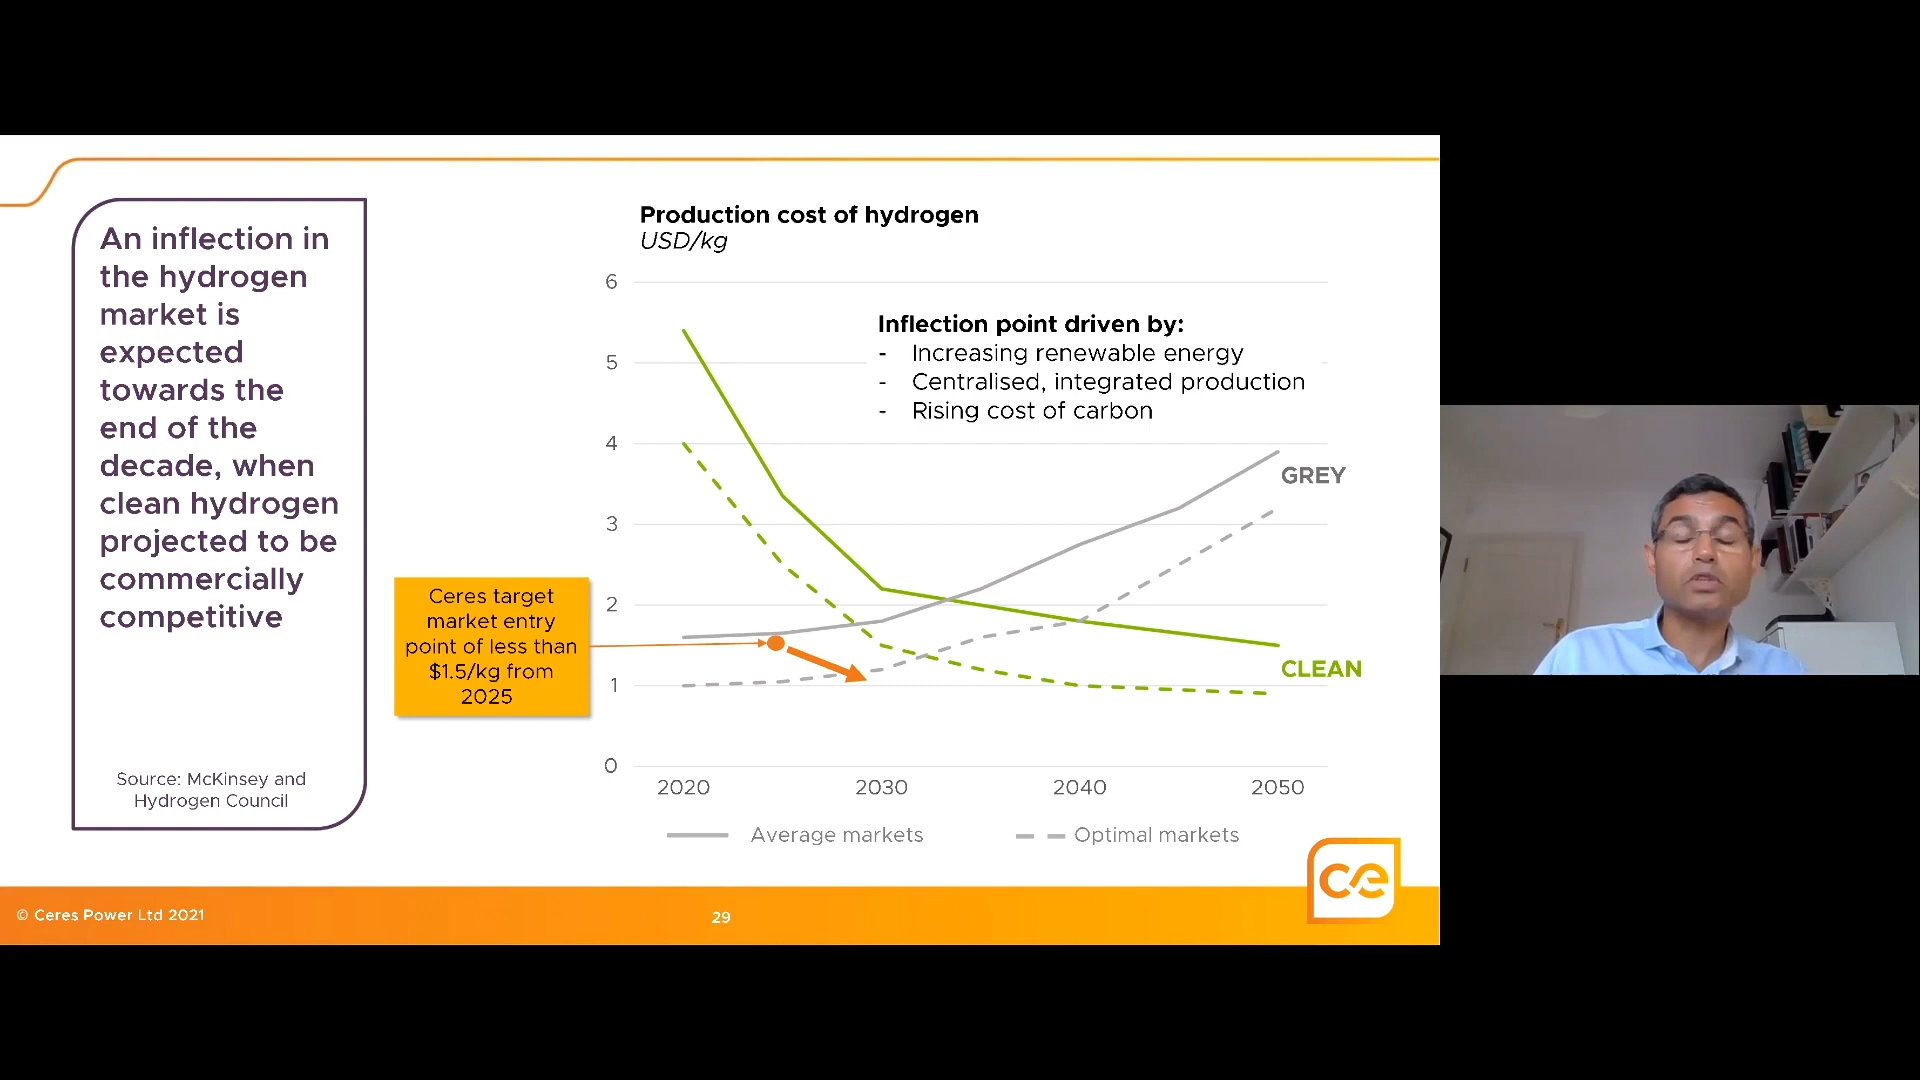 An inflection in
the hydrogen
market is
expected
towards the
end of the
decade, when
clean hydrogen
projected to be
commercially
competitive
Source: McKinsey and
Hydrogen Council
Production cost of hydrogen
USD/kg
6
5
4
3
2
1
0
Inflection point driven by:
- Increasing renewable energy
- Centralised, integrated production
- Rising cost of carbon
GREY
CLEAN
Ceres target
market entry
point of less than
$1.5/kg from
2025
2020 2030 2040 2050
Average markets Optimal markets
© Ceres Power Ltd 2021
29
ce